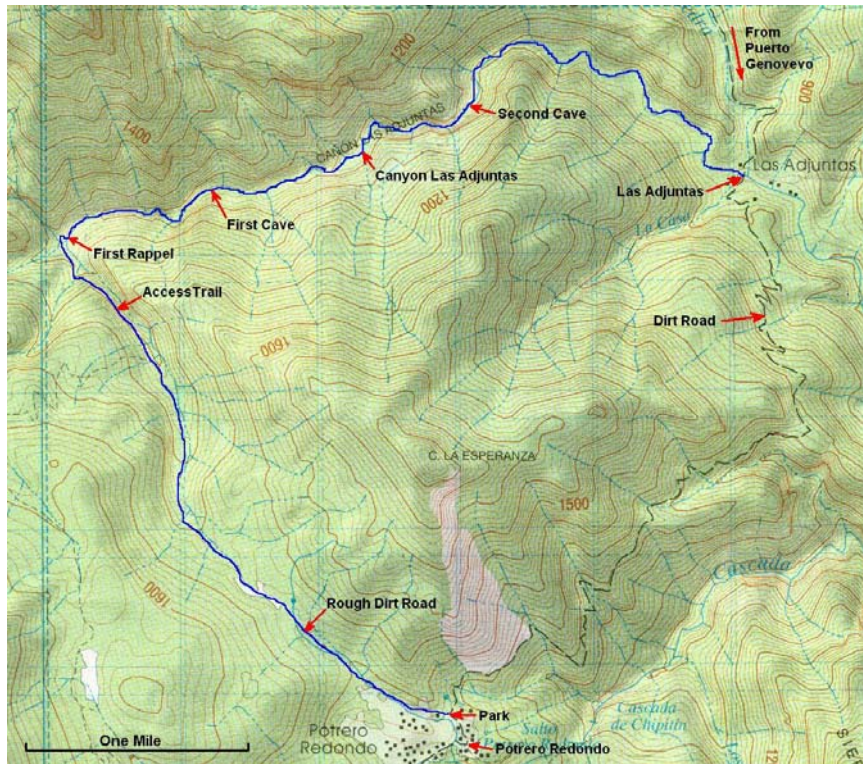 From
Puerto
Genovevo
1200
900
1400
CAÑON LAS ADJUNTAS
Second Cave
Las Adjuntas
Canyon Las Adjuntas
Las Adjuntas
1200
First Cave
La Casa
First Rappel
AccessTrail
Dirt Road
1600
C. LA ESPERANZA
1500
Cascada
1600
Rough Dirt Road
Park
Cascada
de Chipitín
Salto
Potrero
Redondo
Potrero Redondo
One Mile
1200